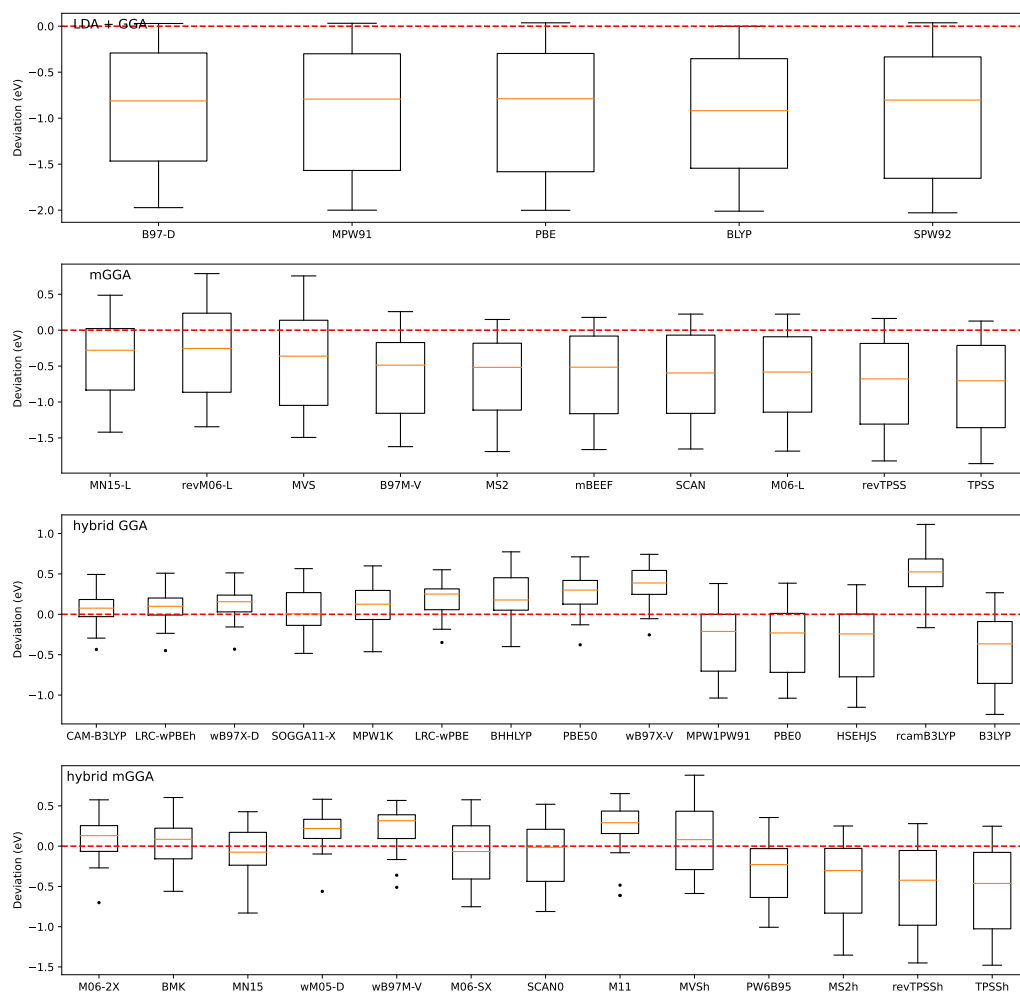 LDA + GGA
Deviation (eV)
0.0
−0.5
−1.0
−1.5
−2.0
B97-D MPW91 PBE BLYP SPW92
mGGA
Deviation (eV)
0.5
0.0
−0.5
−1.0
−1.5
MN15-L revM06-L MVS B97M-V MS2 mBEEF SCAN M06-L revTPSS TPSS
hybrid GGA
Deviation (eV)
1.0
0.5
0.0
−0.5
−1.0
CAM-B3LYP LRC-wPBEh wB97X-D SOGGA11-X MPW1K LRC-wPBE BHHLYP PBE50 wB97X-V MPW1PW91 PBE0 HSEHJS rcamB3LYP B3LYP
hybrid mGGA
Deviation (eV)
0.5
0.0
−0.5
−1.0
−1.5
M06-2X BMK MN15 wM05-D wB97M-V M06-SX SCAN0 M11 MVSh PW6B95 MS2h revTPSSh TPSSh